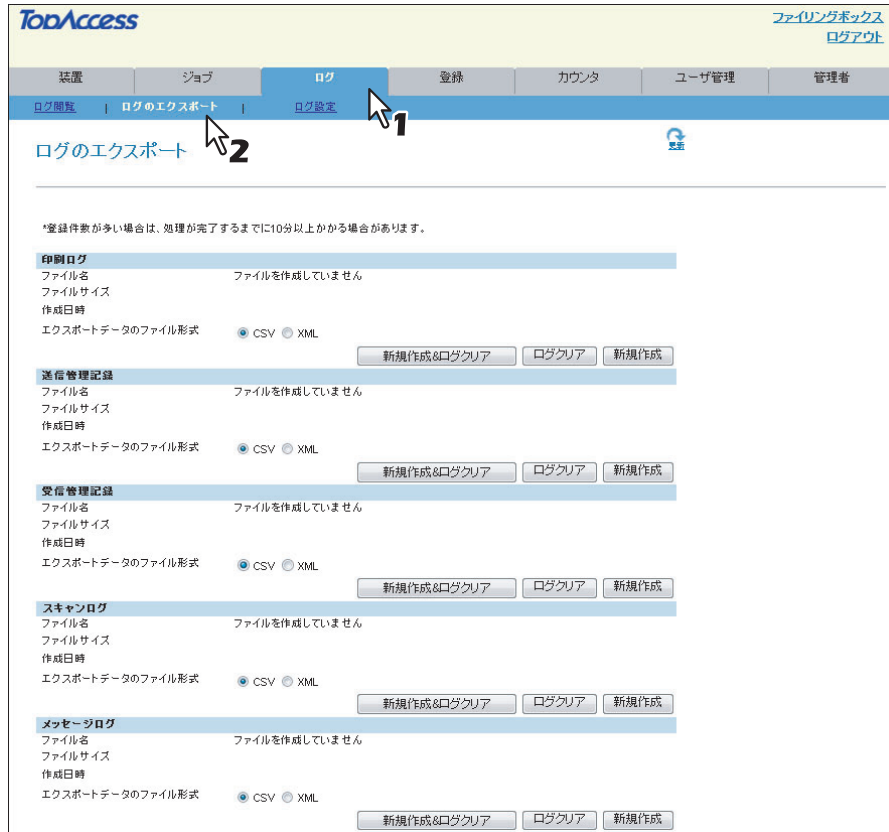 TopAccess
ファイリングボックス
ログアウト
装置 ジョブ ログ 登録 カウンタ ユーザ管理 管理者
ログ閲覧 | ログのエクスポート | ログ設定
1
2
ログのエクスポート
更新
*登録件数が多い場合は、処理が完了するまでに10分以上かかる場合があります。
印刷ログ
ファイル名 ファイルを作成していません
ファイルサイズ
作成日時
エクスポートデータのファイル形式 CSV XML
新規作成&ログクリア ログクリア 新規作成
送信管理記録
ファイル名 ファイルを作成していません
ファイルサイズ
作成日時
エクスポートデータのファイル形式 CSV XML
新規作成&ログクリア ログクリア 新規作成
受信管理記録
ファイル名 ファイルを作成していません
ファイルサイズ
作成日時
エクスポートデータのファイル形式 CSV XML
新規作成&ログクリア ログクリア 新規作成
スキャンログ
ファイル名 ファイルを作成していません
ファイルサイズ
作成日時
エクスポートデータのファイル形式 CSV XML
新規作成&ログクリア ログクリア 新規作成
メッセージログ
ファイル名 ファイルを作成していません
ファイルサイズ
作成日時
エクスポートデータのファイル形式 CSV XML
新規作成&ログクリア ログクリア 新規作成